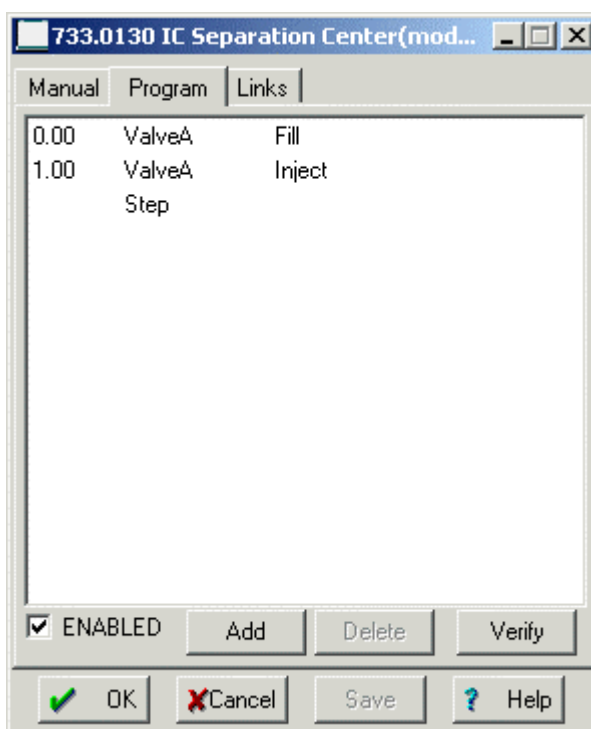 733.0130 IC Separation Center(mod...
Manual Program Links
0.00 ValveA Fill
1.00 ValveA Inject
Step
ENABLED Add Delete Verify
OK Cancel Save ? Help